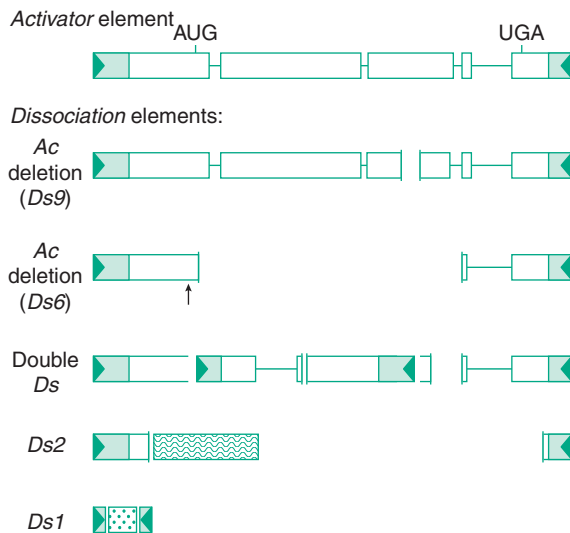 Activator element
AUG
UGA
Dissociation elements:
Ac
deletion
(Ds9)
Ac
deletion
(Ds6)
Double
Ds
Ds2
Ds1